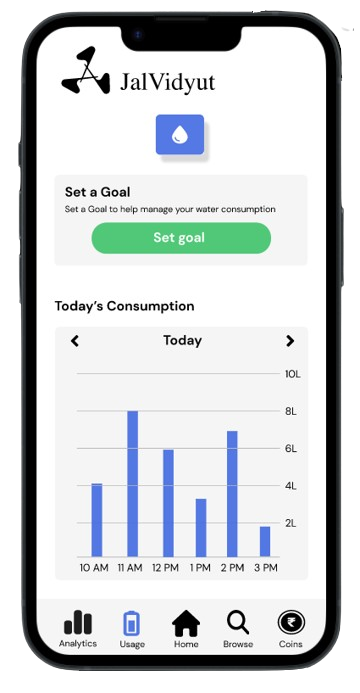 JalVidyut
Set a Goal
Set a Goal to help manage your water consumption
Set goal
Today's Consumption
Today
10L
8L
6L
4L
2L
10 AM 11 AM 12 PM 1 PM 2 PM 3 PM
Analytics Usage Home Browse Coins
₹